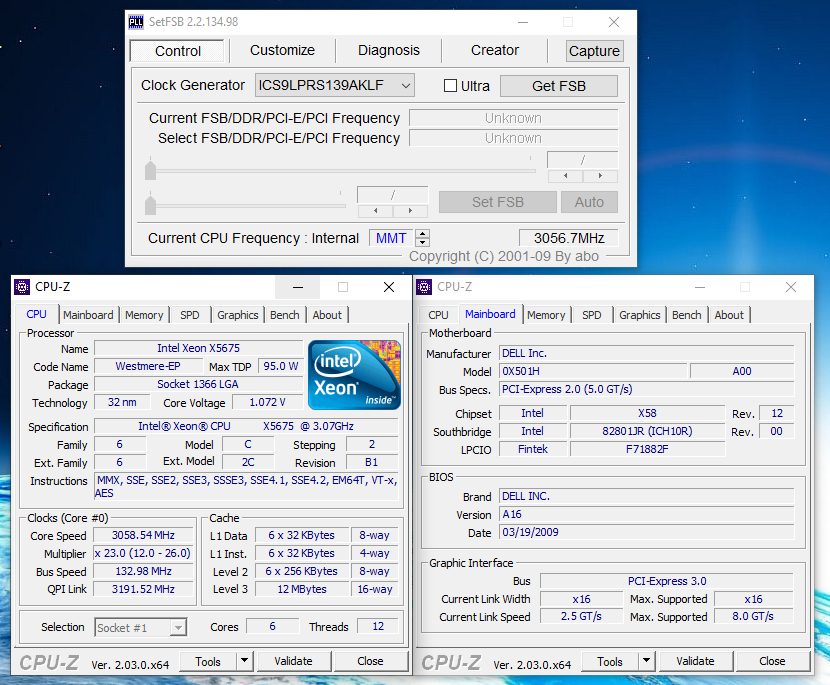 SetFSB 2.2.134.98
Control Customize Diagnosis Creator Capture
Clock Generator ICS9LPRS139AKLF Ultra Get FSB
Current FSB/DDR/PCI-E/PCI Frequency Unknown
Select FSB/DDR/PCI-E/PCI Frequency Unknown
/
/ Set FSB Auto
Current CPU Frequency : Internal MMT 3056.7MHz
Copyright (C) 2001-09 By abo
CPU-Z
CPU Mainboard Memory SPD Graphics Bench About
Processor
Name Intel Xeon X5675
Code Name Westmere-EP Max TDP 95.0 W
Package Socket 1366 LGA
Technology 32 nm Core Voltage 1.072 V
intel Xeon inside™
Specification Intel® Xeon® CPU X5675 @ 3.07GHz
Family 6 Model C Stepping 2
Ext. Family 6 Ext. Model 2C Revision B1
Instructions MMX, SSE, SSE2, SSE3, SSSE3, SSE4.1, SSE4.2, EM64T, VT-x,
AES
Clocks (Core #0)
Core Speed 3058.54 MHz
Multiplier x 23.0 (12.0 - 26.0)
Bus Speed 132.98 MHz
QPI Link 3191.52 MHz
Cache
L1 Data 6 x 32 KBytes 8-way
L1 Inst. 6 x 32 KBytes 4-way
Level 2 6 x 256 KBytes 8-way
Level 3 12 MBytes 16-way
Selection Socket #1 Cores 6 Threads 12
CPU-Z Ver. 2.03.0.x64 Tools Validate Close
CPU-Z
CPU Mainboard Memory SPD Graphics Bench About
Motherboard
Manufacturer DELL Inc.
Model 0X501H A00
Bus Specs. PCI-Express 2.0 (5.0 GT/s)
Chipset Intel X58 Rev. 12
Southbridge Intel 82801JR (ICH10R) Rev. 00
LPCIO Fintek F71882F
BIOS
Brand DELL INC.
Version A16
Date 03/19/2009
Graphic Interface
Bus PCI-Express 3.0
Current Link Width x16 Max. Supported x16
Current Link Speed 2.5 GT/s Max. Supported 8.0 GT/s
CPU-Z Ver. 2.03.0.x64 Tools Validate Close